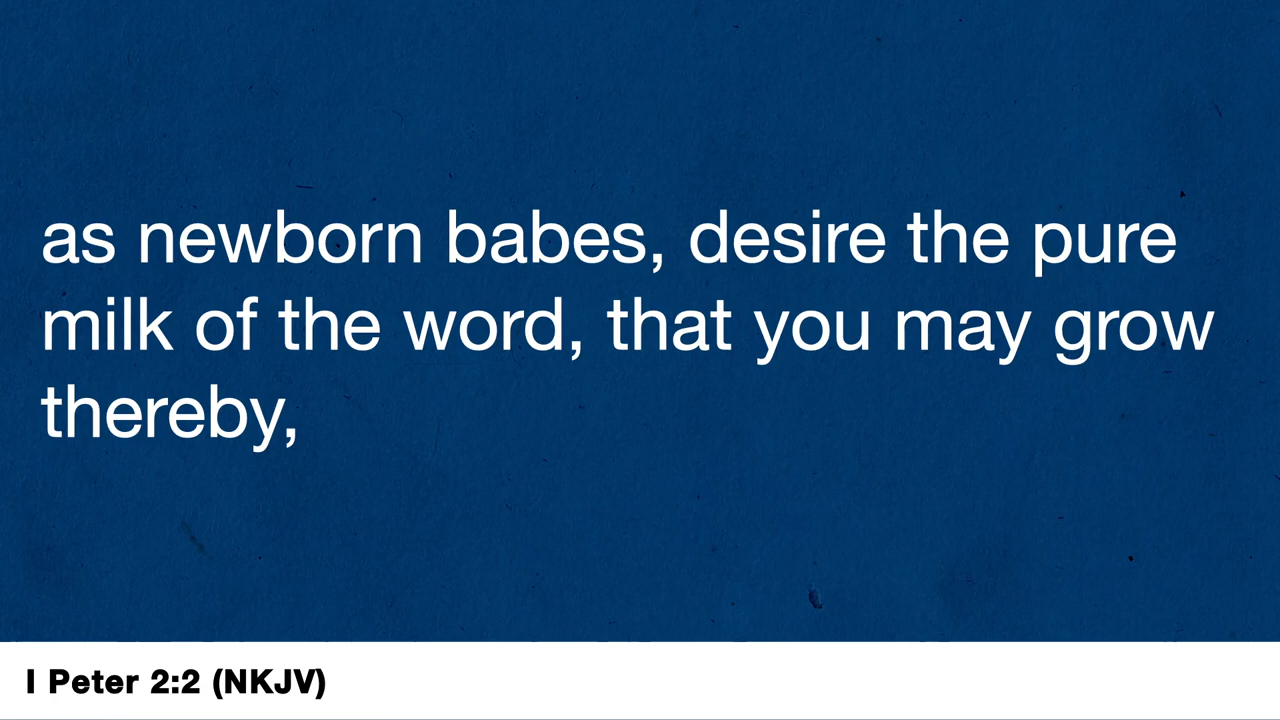 as newborn babes, desire the pure
milk of the word, that you may grow
thereby,
I Peter 2:2 (NKJV)